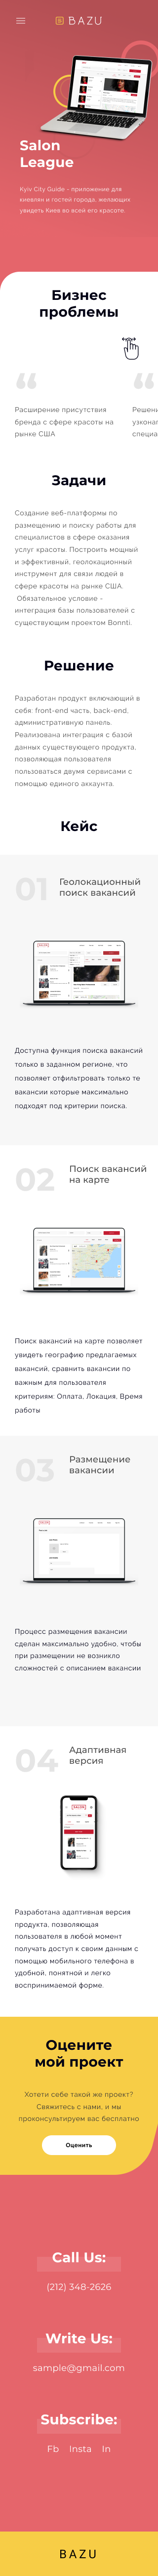 BAZU
Salon
League
Kyiv City Guide - приложение для
киевлян и гостей города, желающих
увидеть Киев во всей его красоте
Бизнес
проблемы
Расширение присутствия
бренда с сфере красоты на
рынке США
Решени
узконап
специа
Задачи
Создание веб-платформы по
размещению и поиску работы для
специалистов в сфере оказания
услуг красоты. Построить мощный
и эффективный, геолокационный
инструмент для связи людей в
сфере красоты на рынке США.
Обязательно условие -
интеграция базы пользователей с
существующим проектом Bonnti.
Решение
Разработан продукт включающий в
себя: front-end часть, back-end,
административную панель.
Реализована интеграция с базой
данных существующего продукта,
позволяющая пользователя
пользоваться двумя сервисами с
помощью единого аккаунта.
Кейс
01
Геолокационный
поиск вакансий
Доступна функция поиска вакансий
только в заданном регионе, что
позволяет отфильтровать только те
вакансии которые максимально
подходят под критерии поиска.
02
Поиск вакансий
на карте
Поиск вакансий на карте позволяет
увидеть географию предлагаемых
вакансий, сравнить вакансии по
важным для пользователя
критериям: Оплата, Локация, Время
работы
03
Размещение
вакансии
Процесс размещения вакансии
сделан максимально удобно, чтобы
при размещении не возникло
сложностей с описанием вакансии
04
Адаптивная
версия
Разработана адаптивная версия
продукта, позволяющая
пользователя в любой момент
получать доступ к своим данным с
помощью мобильного телефона в
удобной, понятной и легко
воспринимаемой форме.
Оцените
мой проект
Хотети себе такой же проект?
Свяжитесь с нами, и мы
проконсультируем вас бесплатно
Оценить
Call Us:
(212) 348-2626
Write Us:
sample@gmail.com
Subscribe:
Fb Insta In
BAZU